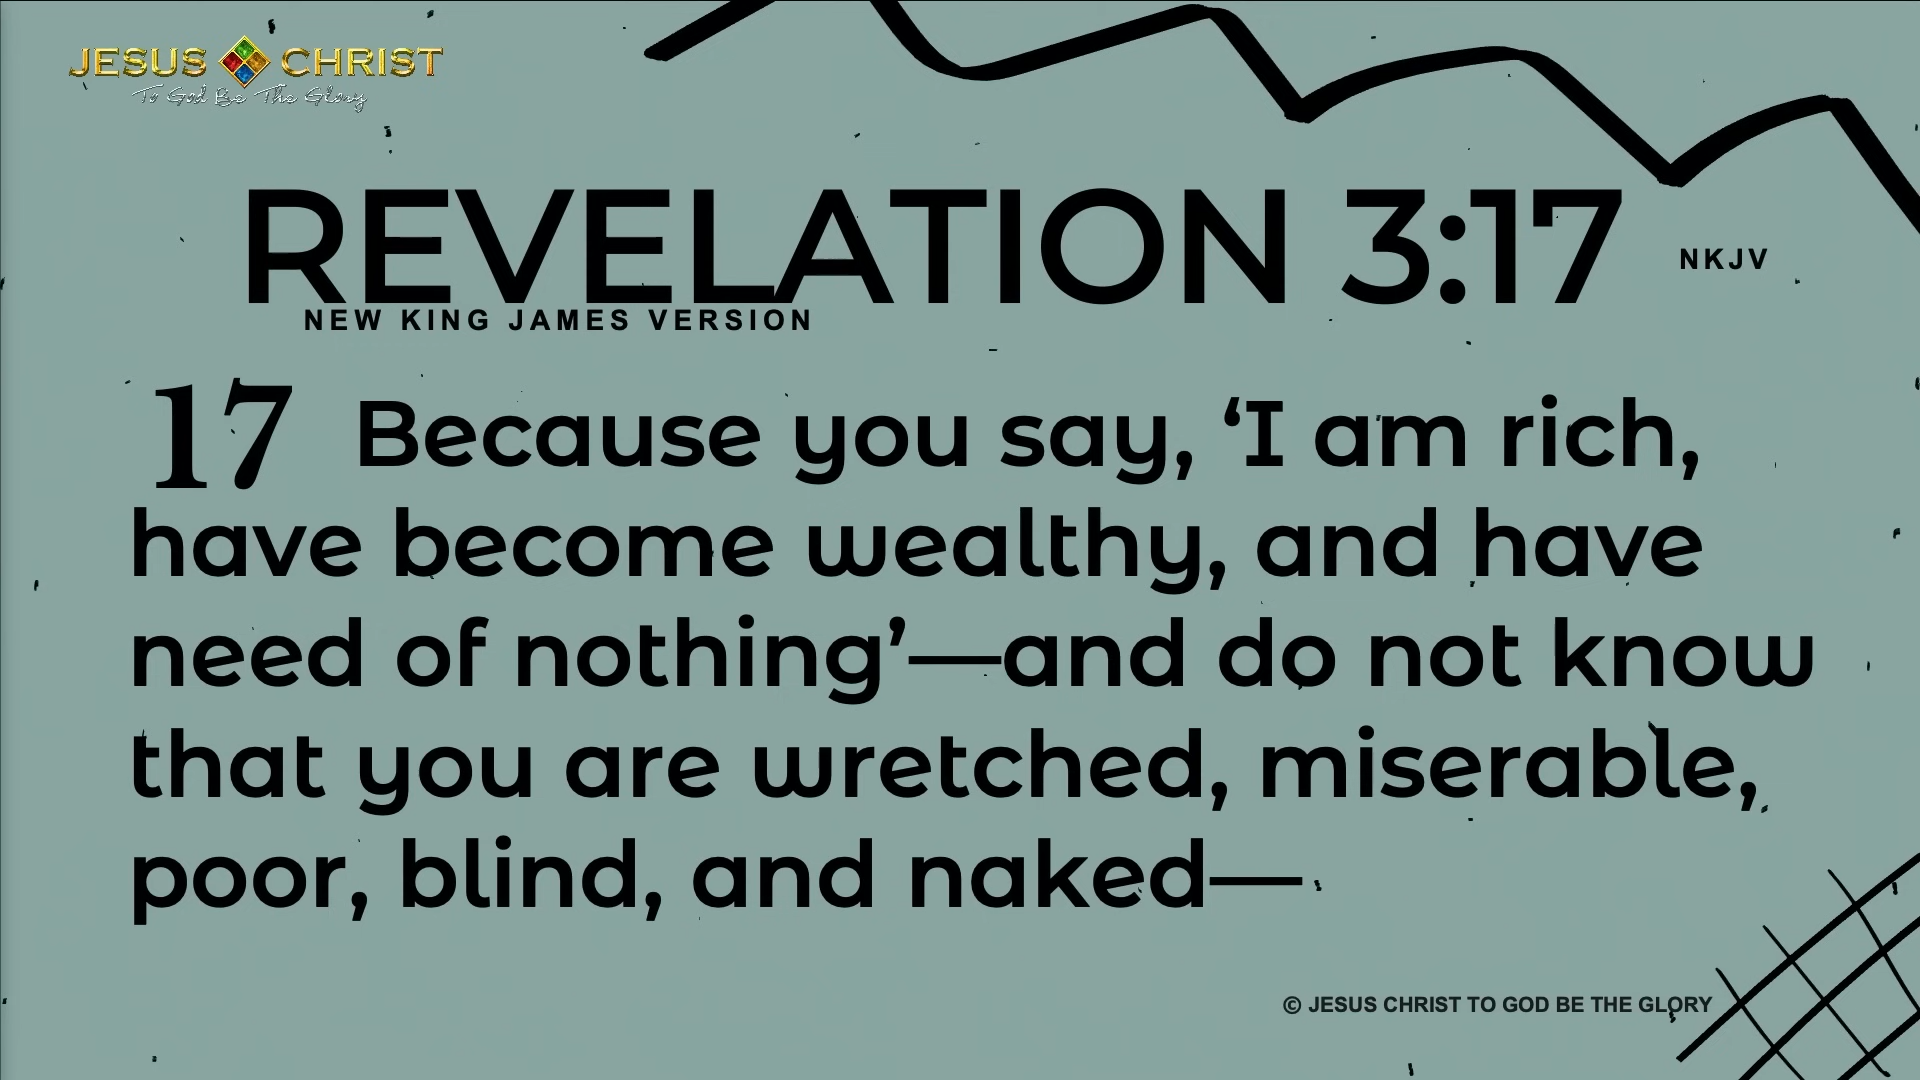 JESUS CHRIST
To God Be The Glory
REVELATION 3:17
NKJV
NEW KING JAMES VERSION
17 Because you say, ‘I am rich,
have become wealthy, and have
need of nothing’—and do not know
that you are wretched, miserable,
poor, blind, and naked—
© JESUS CHRIST TO GOD BE THE GLORY